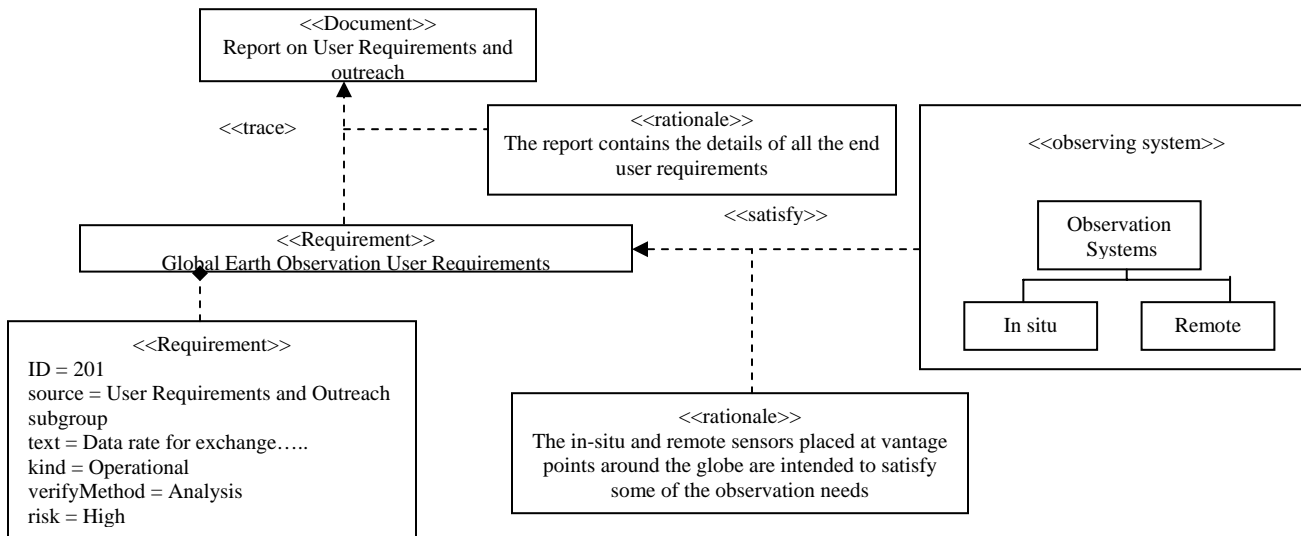 <<Document>>
Report on User Requirements and
outreach
<<trace>
<<rationale>>
The report contains the details of all the end
user requirements
<<observing system>>
Observation
Systems
In situ
Remote
<<satisfy>>
<<Requirement>>
Global Earth Observation User Requirements
<<Requirement>>
ID = 201
source = User Requirements and Outreach
subgroup
text = Data rate for exchange…..
kind = Operational
verifyMethod = Analysis
risk = High
<<rationale>>
The in-situ and remote sensors placed at vantage
points around the globe are intended to satisfy
some of the observation needs